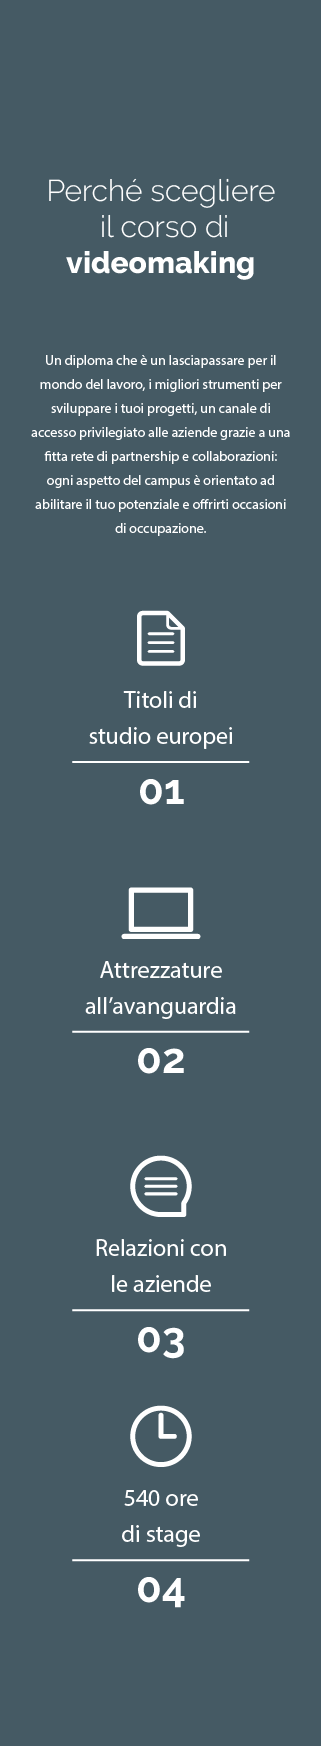 Perché scegliere
il corso di
videomaking
Un diploma che è un lasciapassare per il
mondo del lavoro, i migliori strumenti per
sviluppare i tuoi progetti, un canale di
accesso privilegiato alle aziende grazie a una
fitta rete di partnership e collaborazioni:
ogni aspetto del campus è orientato ad
abilitare il tuo potenziale e offrirti occasioni
di occupazione.
Titoli di
studio europei
01
Attrezzature
all'avanguardia
02
Relazioni con
le aziende
03
540 ore
di stage
04